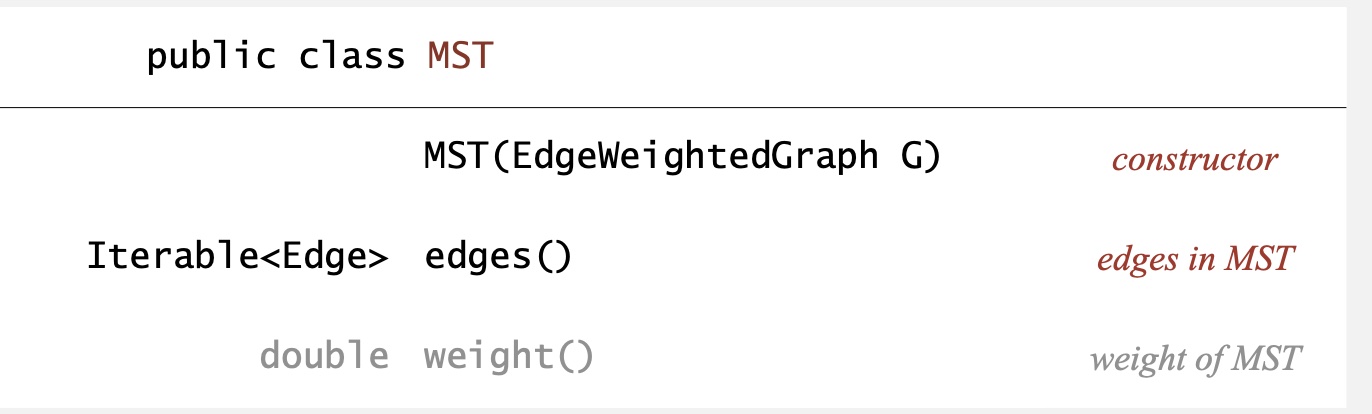 public class MST
MST(EdgeWeightedGraph G) constructor
Iterable<Edge> edges() edges in MST
double weight() weight of MST